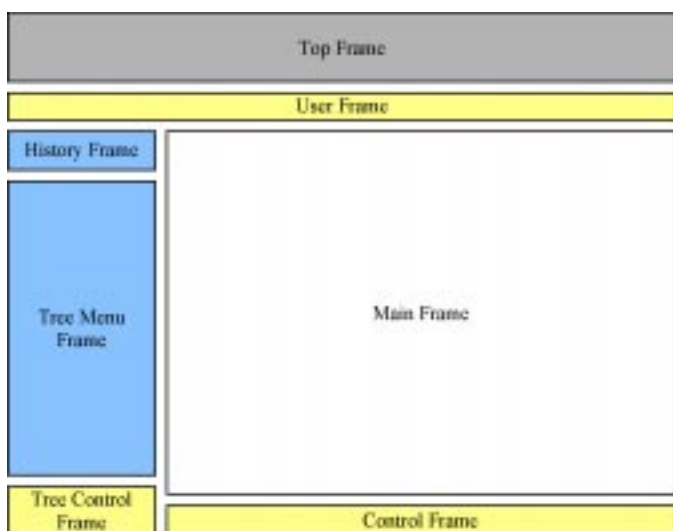 Top Frame
User Frame
History Frame
Tree Menu
Frame
Main Frame
Tree Control
Frame
Control Frame